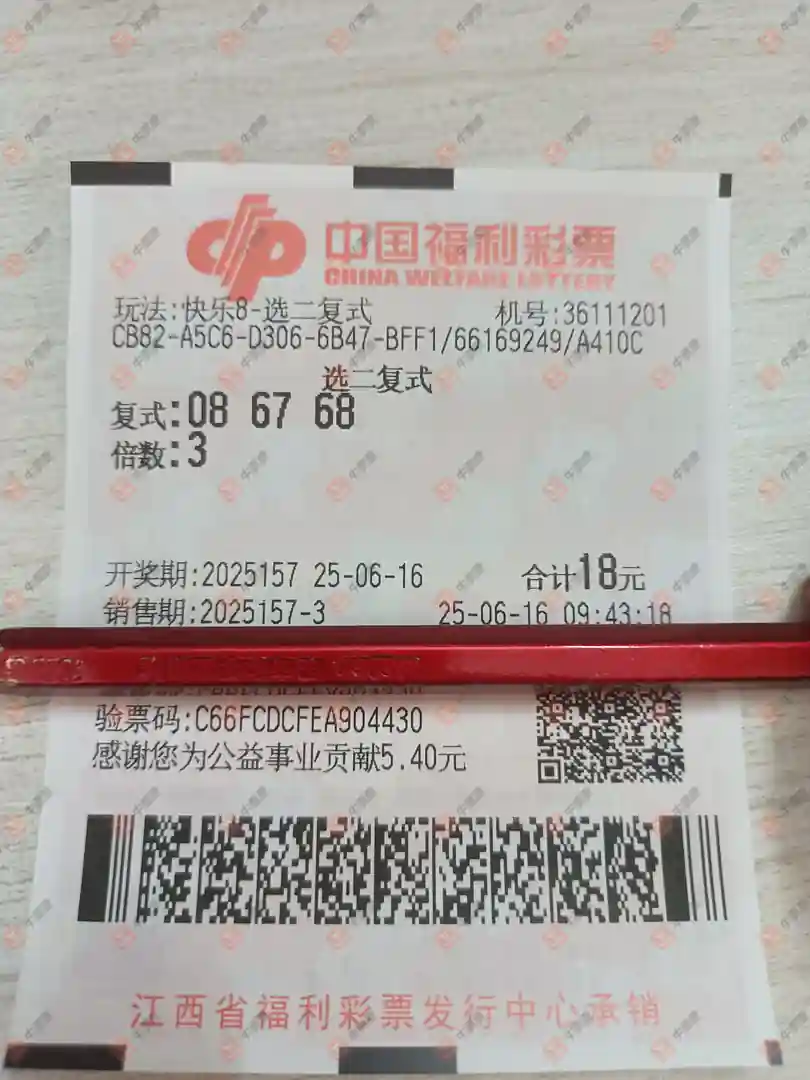 中国福利彩票
CHINA WELFARE LOTTERY
玩法:快乐8-选二复式 机号:36111201
CB82-A5C6-D306-6B47-BFF1/66169249/A410C
选二复式
复式:08 67 68
倍数:3
开奖期:2025157 25-06-16 合计18元
销售期:2025157-3 25-06-16 09:43:18
验票码:C66FCDCFEA904430
感谢您为公益事业贡献5.40元
江西省福利彩票发行中心承销